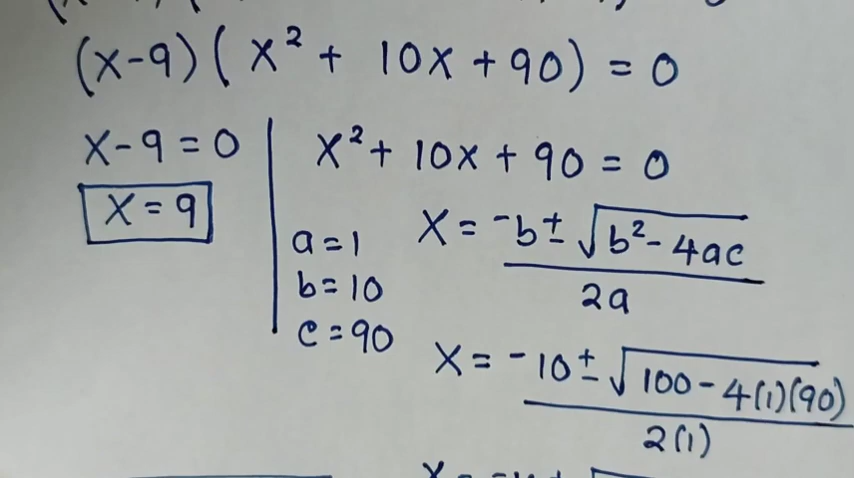 (x-9)(x² + 10x + 90) = 0
x-9 = 0
x = 9
x² + 10x + 90 = 0
a = 1
b = 10
c = 90
x = -b ± √b² - 4ac
2a
x = -10 ± √100 - 4(1)(90)
2(1)